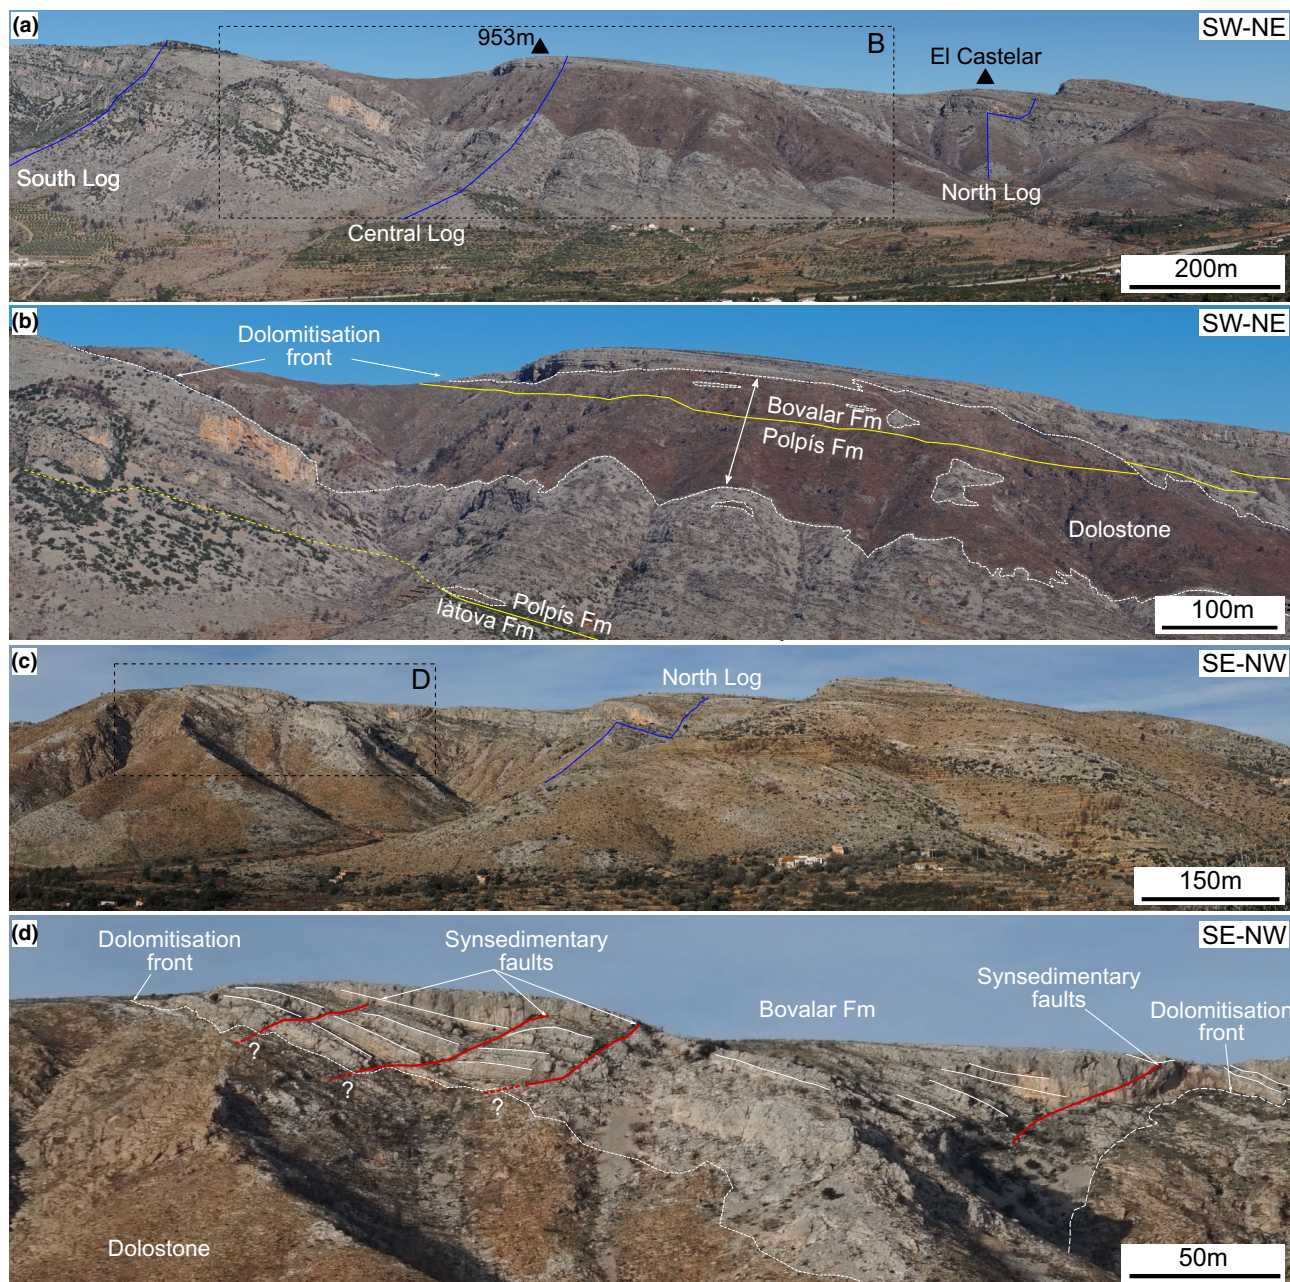 (a)
SW-NE
953m
B
El Castelar
South Log
Central Log
North Log
200m
(b)
SW-NE
Dolomitisation
front
Bovalar Fm
Polpís Fm
Dolostone
Polpís Fm
Iàtova Fm
100m
(c)
SE-NW
D
North Log
150m
(d)
SE-NW
Dolomitisation
front
Synsedimentary
faults
Bovalar Fm
Synsedimentary
faults
Dolomitisation
front
?
?
?
Dolostone
50m